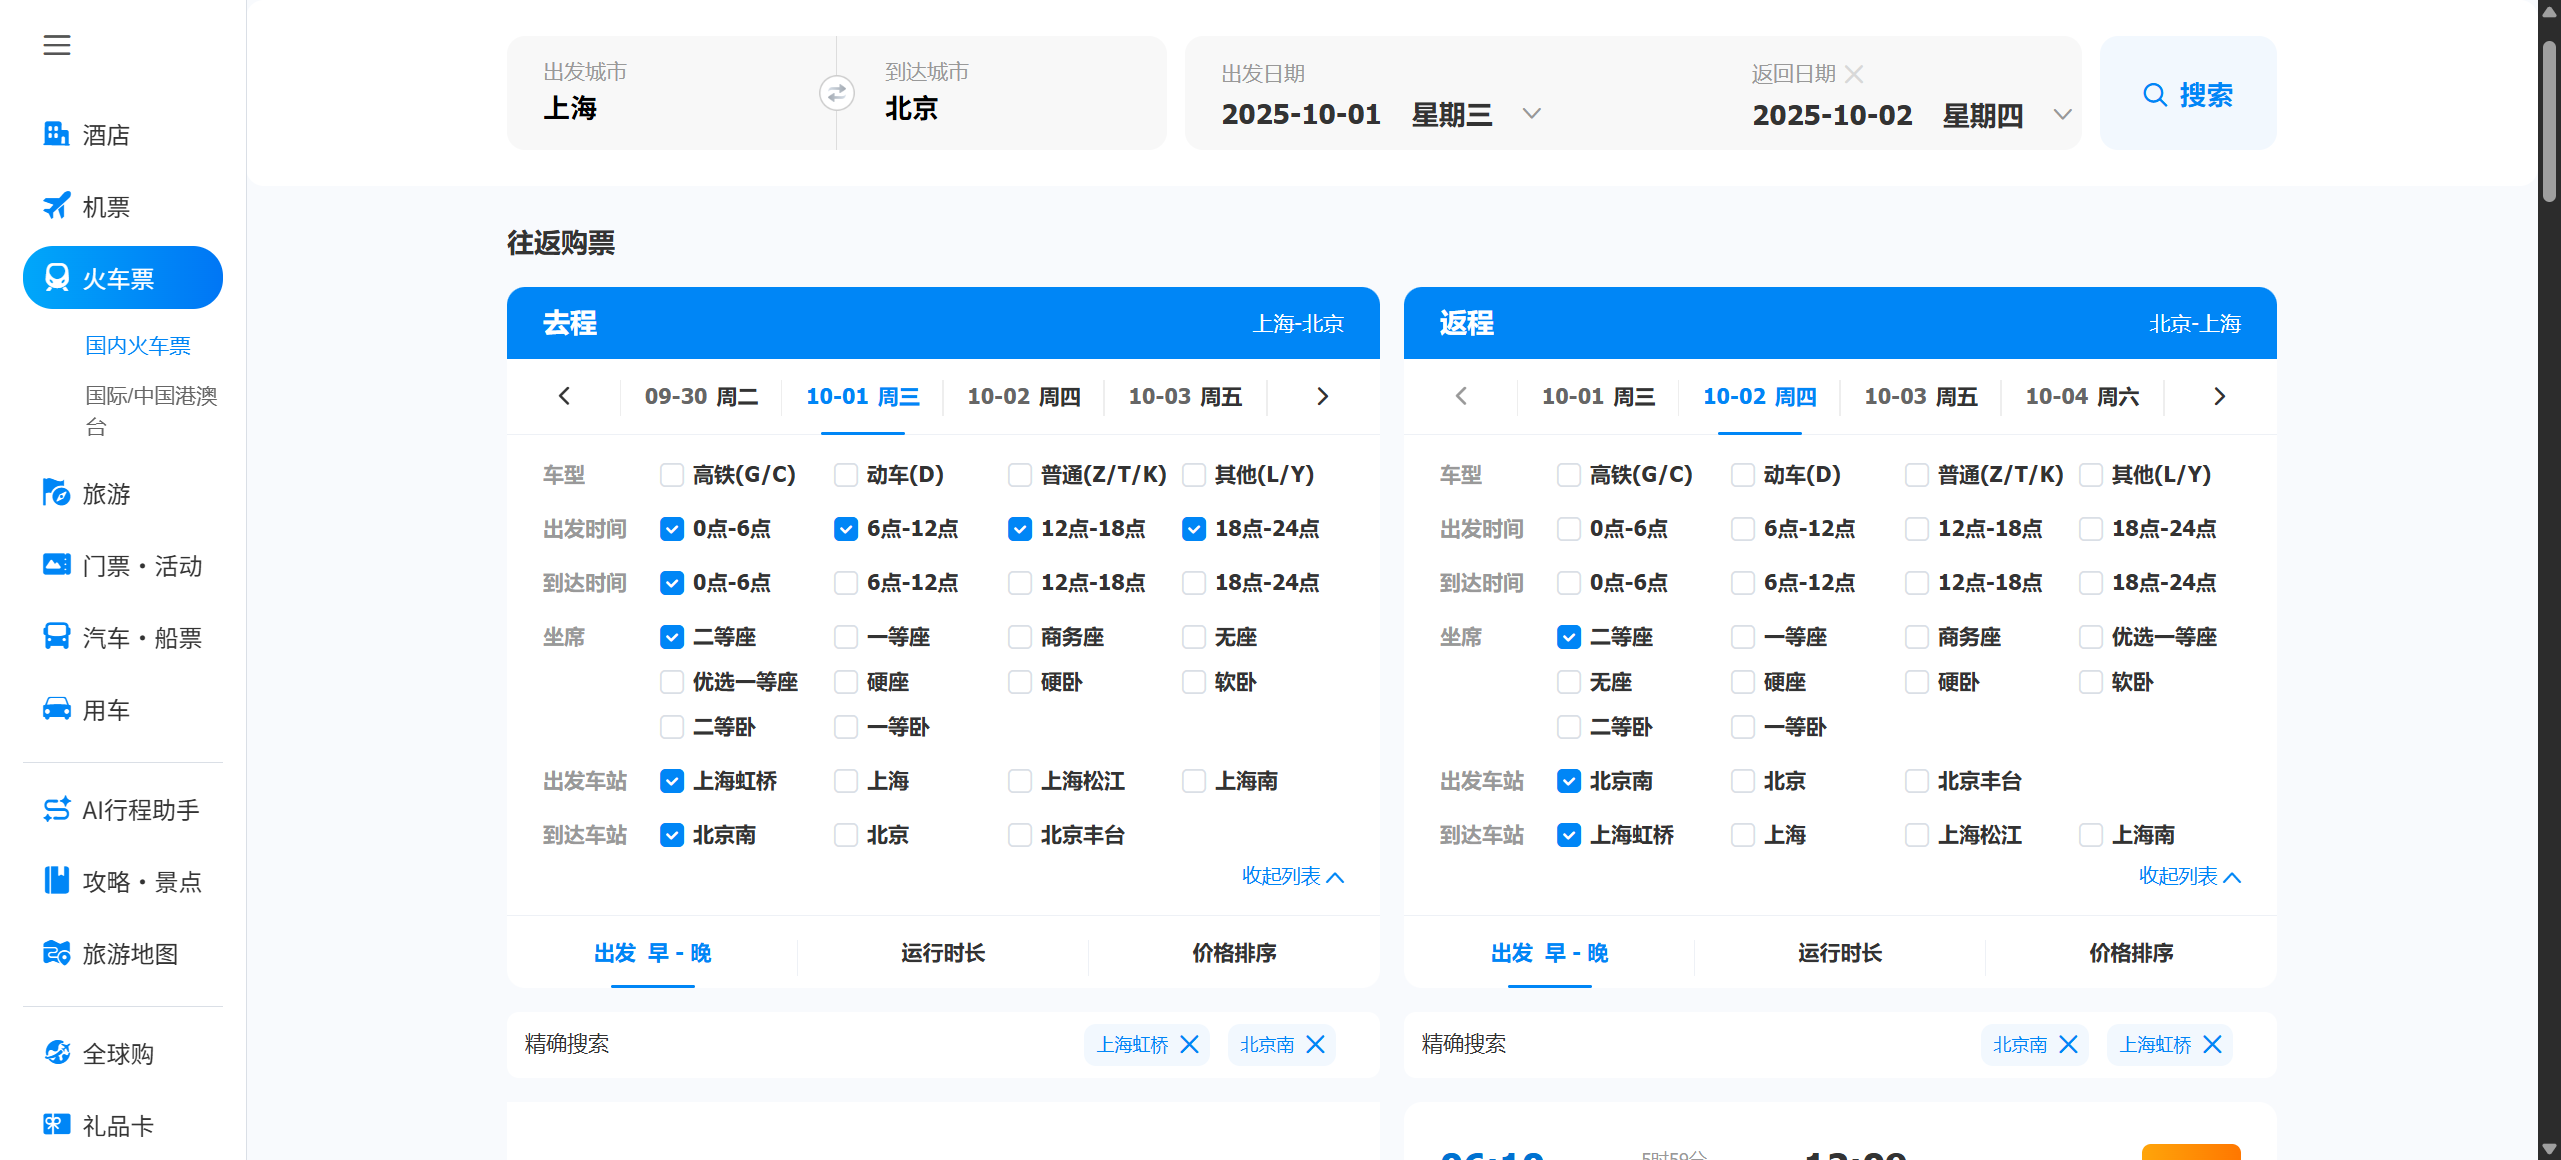 酒店
机票
火车票
国内火车票
国际/中国港澳
台
旅游
门票・活动
汽车・船票
用车
AI行程助手
攻略・景点
旅游地图
全球购
礼品卡
出发城市
上海
到达城市
北京
出发日期
2025-10-01 星期三
返回日期
2025-10-02 星期四
搜索
往返购票
去程 上海-北京
09-30 周二 10-01 周三 10-02 周四 10-03 周五
车型 高铁(G/C) 动车(D) 普通(Z/T/K) 其他(L/Y)
出发时间 0点-6点 6点-12点 12点-18点 18点-24点
到达时间 0点-6点 6点-12点 12点-18点 18点-24点
坐席 二等座 一等座 商务座 无座
优选一等座 硬座 硬卧 软卧
二等卧 一等卧
出发车站 上海虹桥 上海 上海松江 上海南
到达车站 北京南 北京 北京丰台
收起列表
出发 早 - 晚 运行时长 价格排序
精确搜索 上海虹桥 北京南
返程 北京-上海
10-01 周三 10-02 周四 10-03 周五 10-04 周六
车型 高铁(G/C) 动车(D) 普通(Z/T/K) 其他(L/Y)
出发时间 0点-6点 6点-12点 12点-18点 18点-24点
到达时间 0点-6点 6点-12点 12点-18点 18点-24点
坐席 二等座 一等座 商务座 优选一等座
无座 硬座 硬卧 软卧
二等卧 一等卧
出发车站 北京南 北京 北京丰台
到达车站 上海虹桥 上海 上海松江 上海南
收起列表
出发 早 - 晚 运行时长 价格排序
精确搜索 北京南 上海虹桥